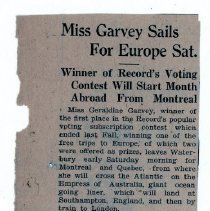 Miss Garvey Sails
For Europe Sat.
Winner of Record's Voting
Contest Will Start Month
Abroad From Montreal
Miss Geraldine Garvey, winner of
the first place in the Record's popular
voting subscription contest which
ended last Fall, winning one of the
free trips to Europe, of which two
were offered as prizes, leaves Water-
bury early Saturday morning for
Montreal and Quebec, from where
she will cross the Atlantic on the
Empress of Australia, giant ocean
going liner, which will land at
Southampton, England, and then by
train to London.